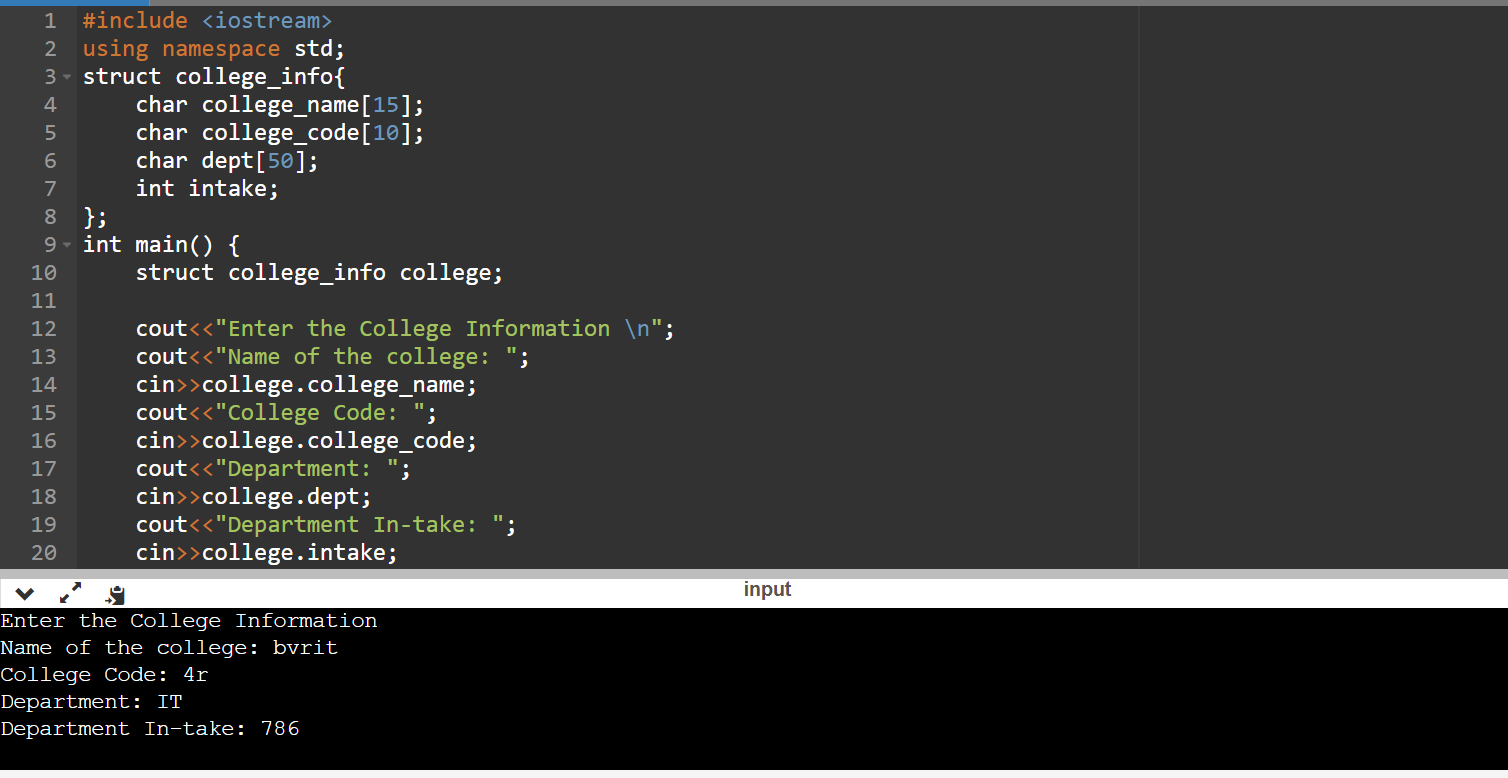 1 #include <iostream>
2 using namespace std;
3 struct college_info{
4     char college_name[15];
5     char college_code[10];
6     char dept[50];
7     int intake;
8 };
9 int main() {
10     struct college_info college;
11
12     cout<<"Enter the College Information \n";
13     cout<<"Name of the college: ";
14     cin>>college.college_name;
15     cout<<"College Code: ";
16     cin>>college.college_code;
17     cout<<"Department: ";
18     cin>>college.dept;
19     cout<<"Department In-take: ";
20     cin>>college.intake;
input
Enter the College Information
Name of the college: bvrit
College Code: 4r
Department: IT
Department In-take: 786